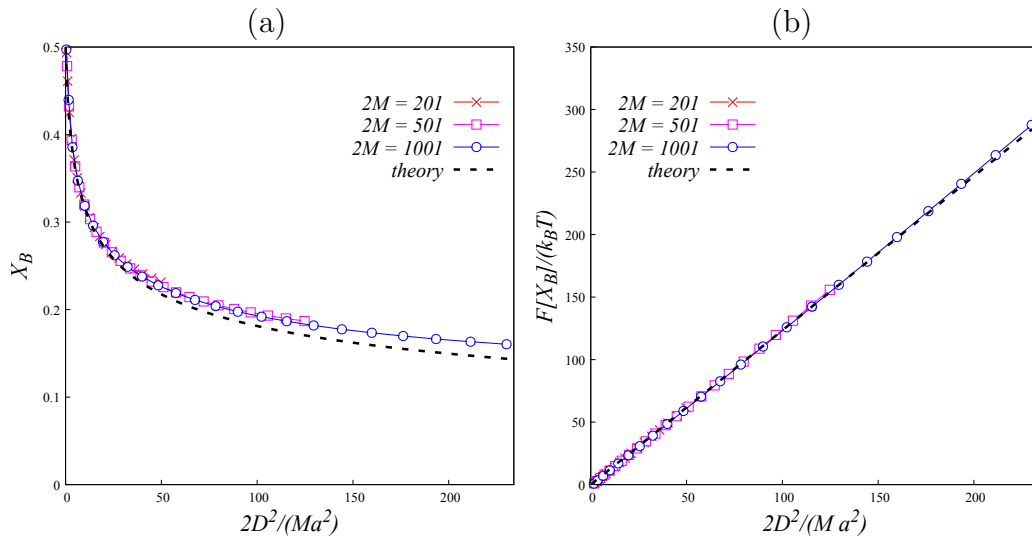 (a)
0.5
0.4
0.3
0.2
0.1
0
X_B
2M = 201
2M = 501
2M = 1001
theory
0 50 100 150 200
2D²/(Ma²)
(b)
350
300
250
200
150
100
50
0
F[X_B]/(k_BT)
2M = 201
2M = 501
2M = 1001
theory
50 100 150 200
2D²/(M a²)